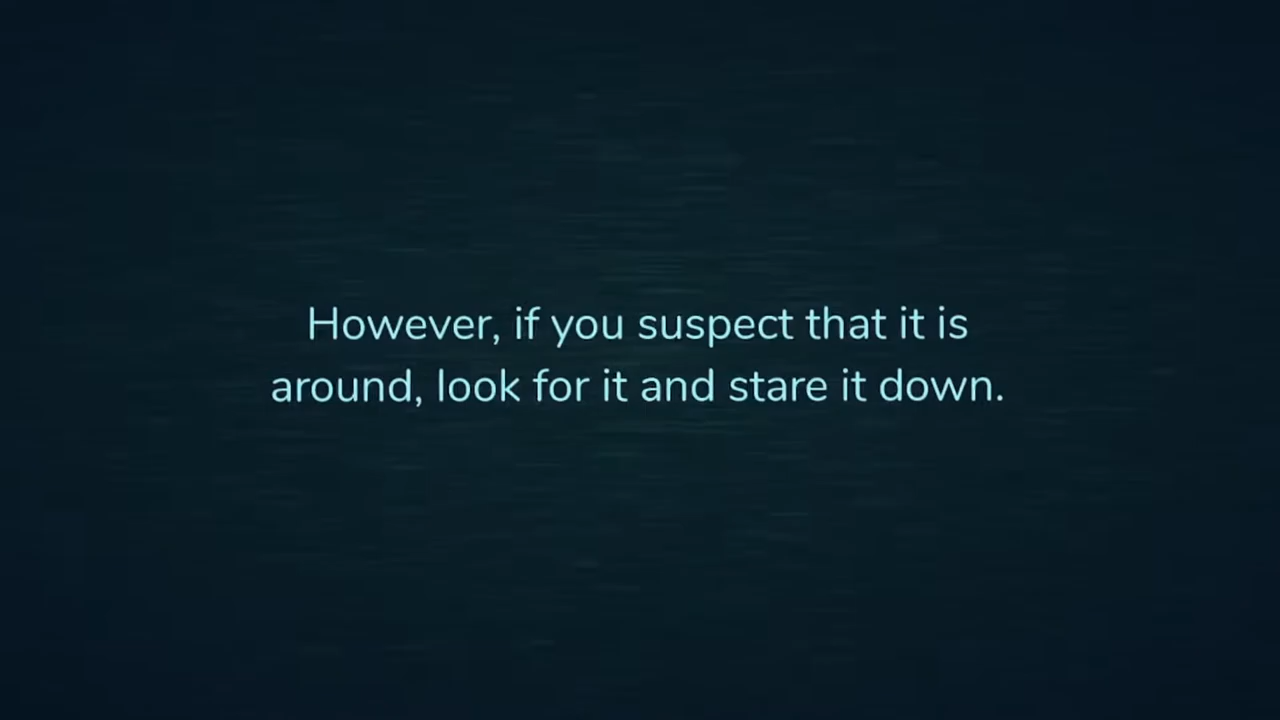 However, if you suspect that it is
around, look for it and stare it down.